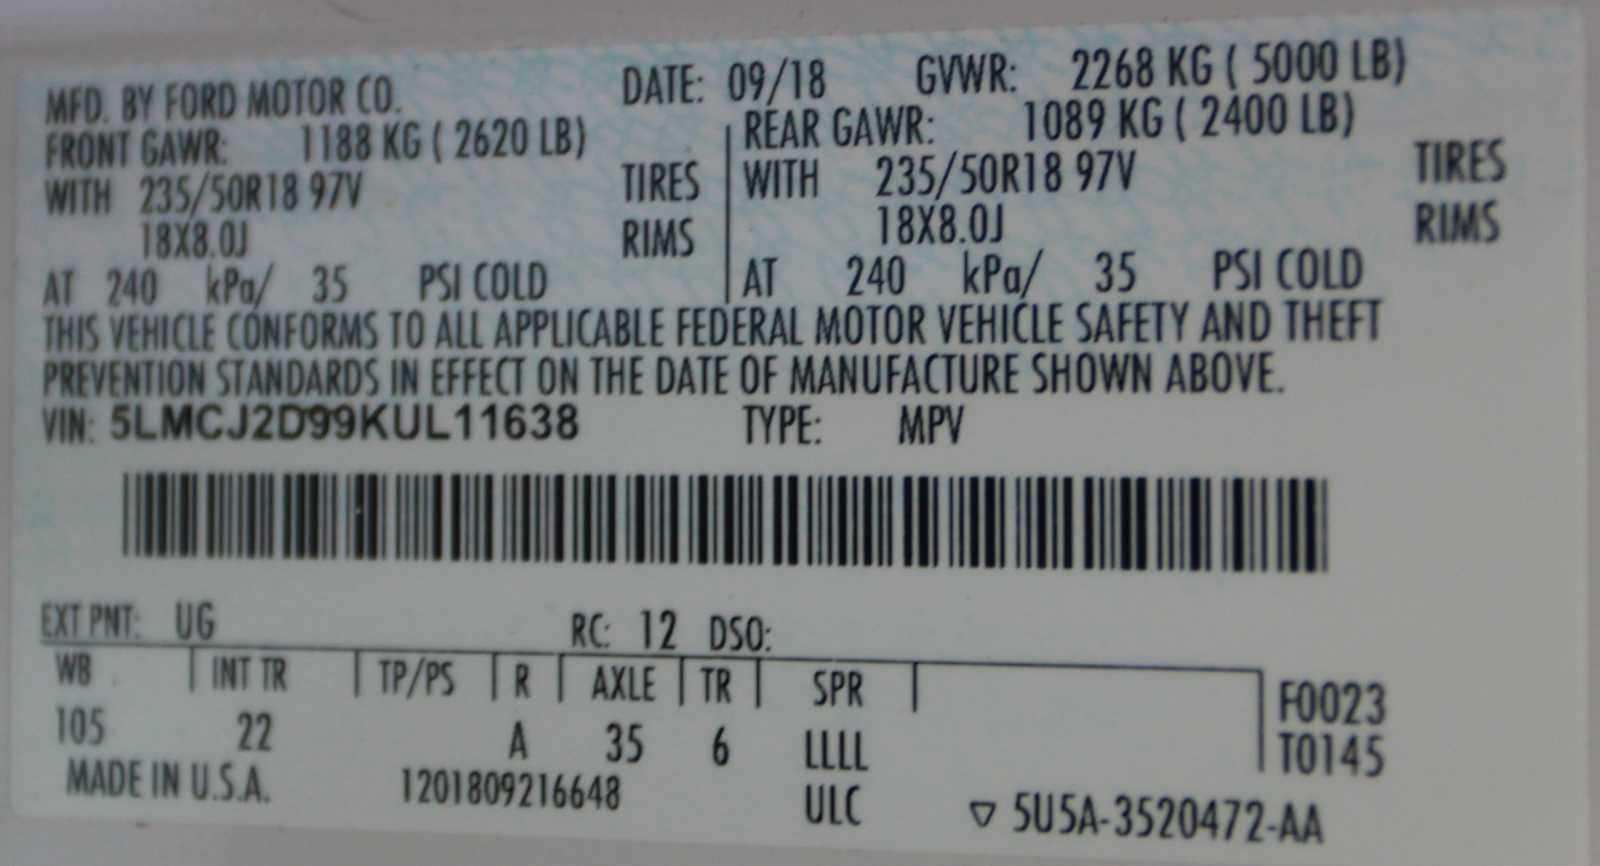 MFD. BY FORD MOTOR CO. DATE: 09/18 GVWR: 2268 KG ( 5000 LB)
FRONT GAWR: 1188 KG ( 2620 LB) REAR GAWR: 1089 KG ( 2400 LB)
WITH 235/50R18 97V TIRES WITH 235/50R18 97V TIRES
18X8.0J RIMS 18X8.0J RIMS
AT 240 kPa/ 35 PSI COLD AT 240 kPa/ 35 PSI COLD
THIS VEHICLE CONFORMS TO ALL APPLICABLE FEDERAL MOTOR VEHICLE SAFETY AND THEFT
PREVENTION STANDARDS IN EFFECT ON THE DATE OF MANUFACTURE SHOWN ABOVE.
VIN: 5LMCJ2D99KUL11638 TYPE: MPV
EXT PNT: UG RC: 12 DSO:
WB INT TR TP/PS R AXLE TR SPR F0023
105 22 A 35 6 LLLL T0145
MADE IN U.S.A. 1201809216648 ULC ▽ 5U5A-3520472-AA